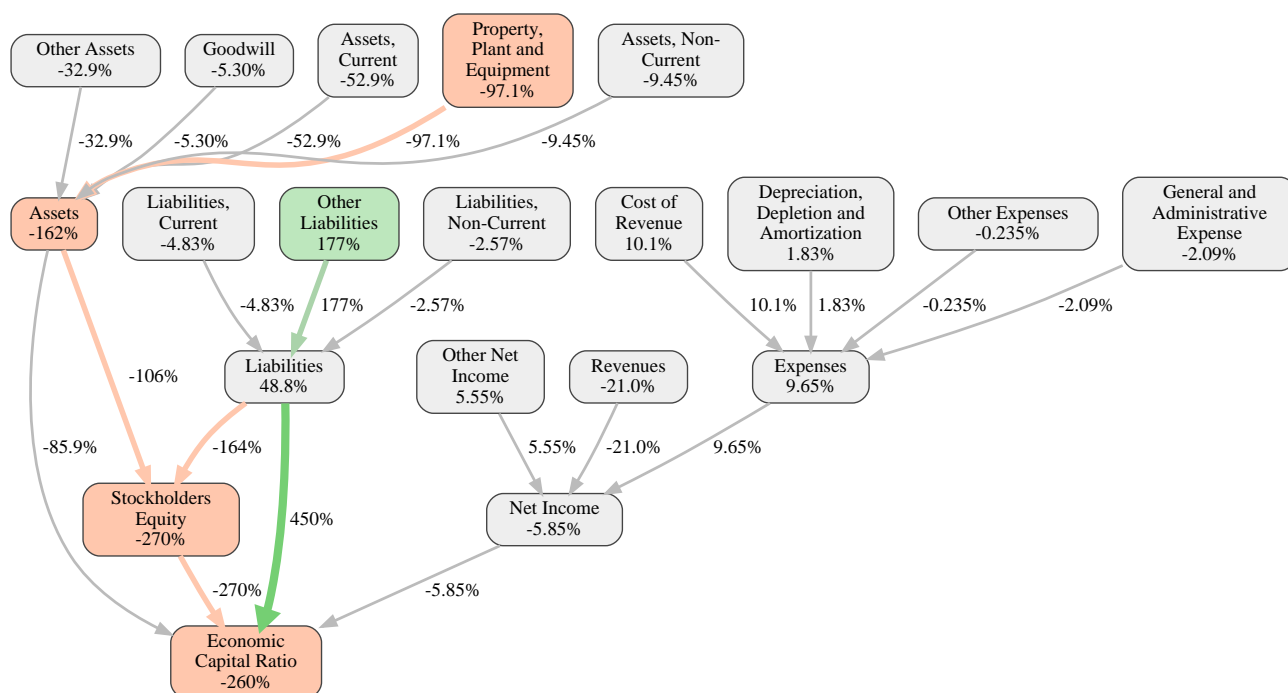 Other Assets
-32.9%
Goodwill
-5.30%
Assets,
Current
-52.9%
Property,
Plant and
Equipment
-97.1%
Assets, Non-
Current
-9.45%
-32.9%
-5.30%
-52.9%
-97.1%
-9.45%
Assets
-162%
Liabilities,
Current
-4.83%
Other
Liabilities
177%
Liabilities,
Non-Current
-2.57%
Cost of
Revenue
10.1%
Depreciation,
Depletion and
Amortization
1.83%
Other Expenses
-0.235%
General and
Administrative
Expense
-2.09%
-4.83%
177%
-2.57%
10.1%
1.83%
-0.235%
-2.09%
Liabilities
48.8%
Other Net
Income
5.55%
Revenues
-21.0%
Expenses
9.65%
-106%
-85.9%
-164%
5.55%
-21.0%
9.65%
Stockholders
Equity
-270%
450%
Net Income
-5.85%
-270%
-5.85%
Economic
Capital Ratio
-260%